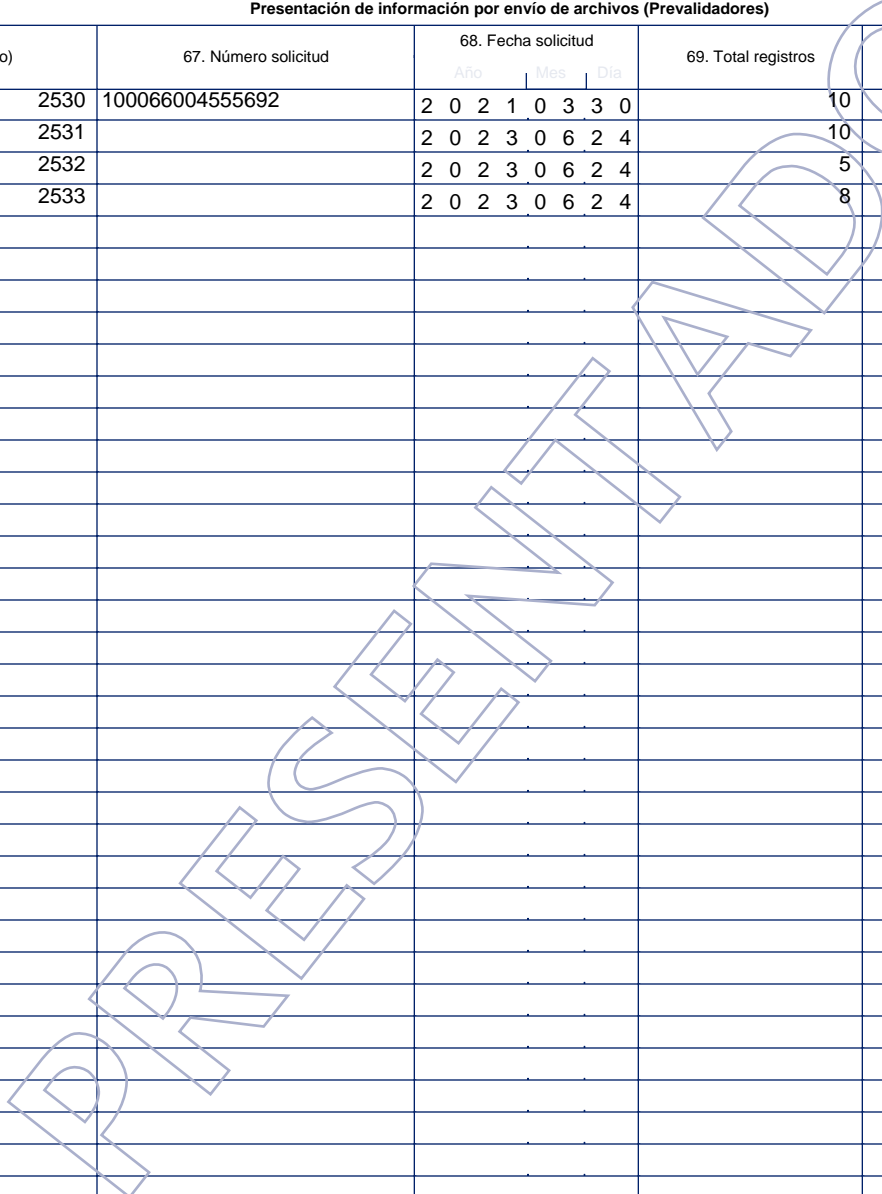 Presentación de información por envío de archivos (Prevalidadores)
o) 67. Número solicitud 68. Fecha solicitud 69. Total registros
Año Mes Día
2530 100066004555692 2 0 2 1 0 3 3 0 10
2531 2 0 2 3 0 6 2 4 10
2532 2 0 2 3 0 6 2 4 5
2533 2 0 2 3 0 6 2 4 8
PRESENTADO